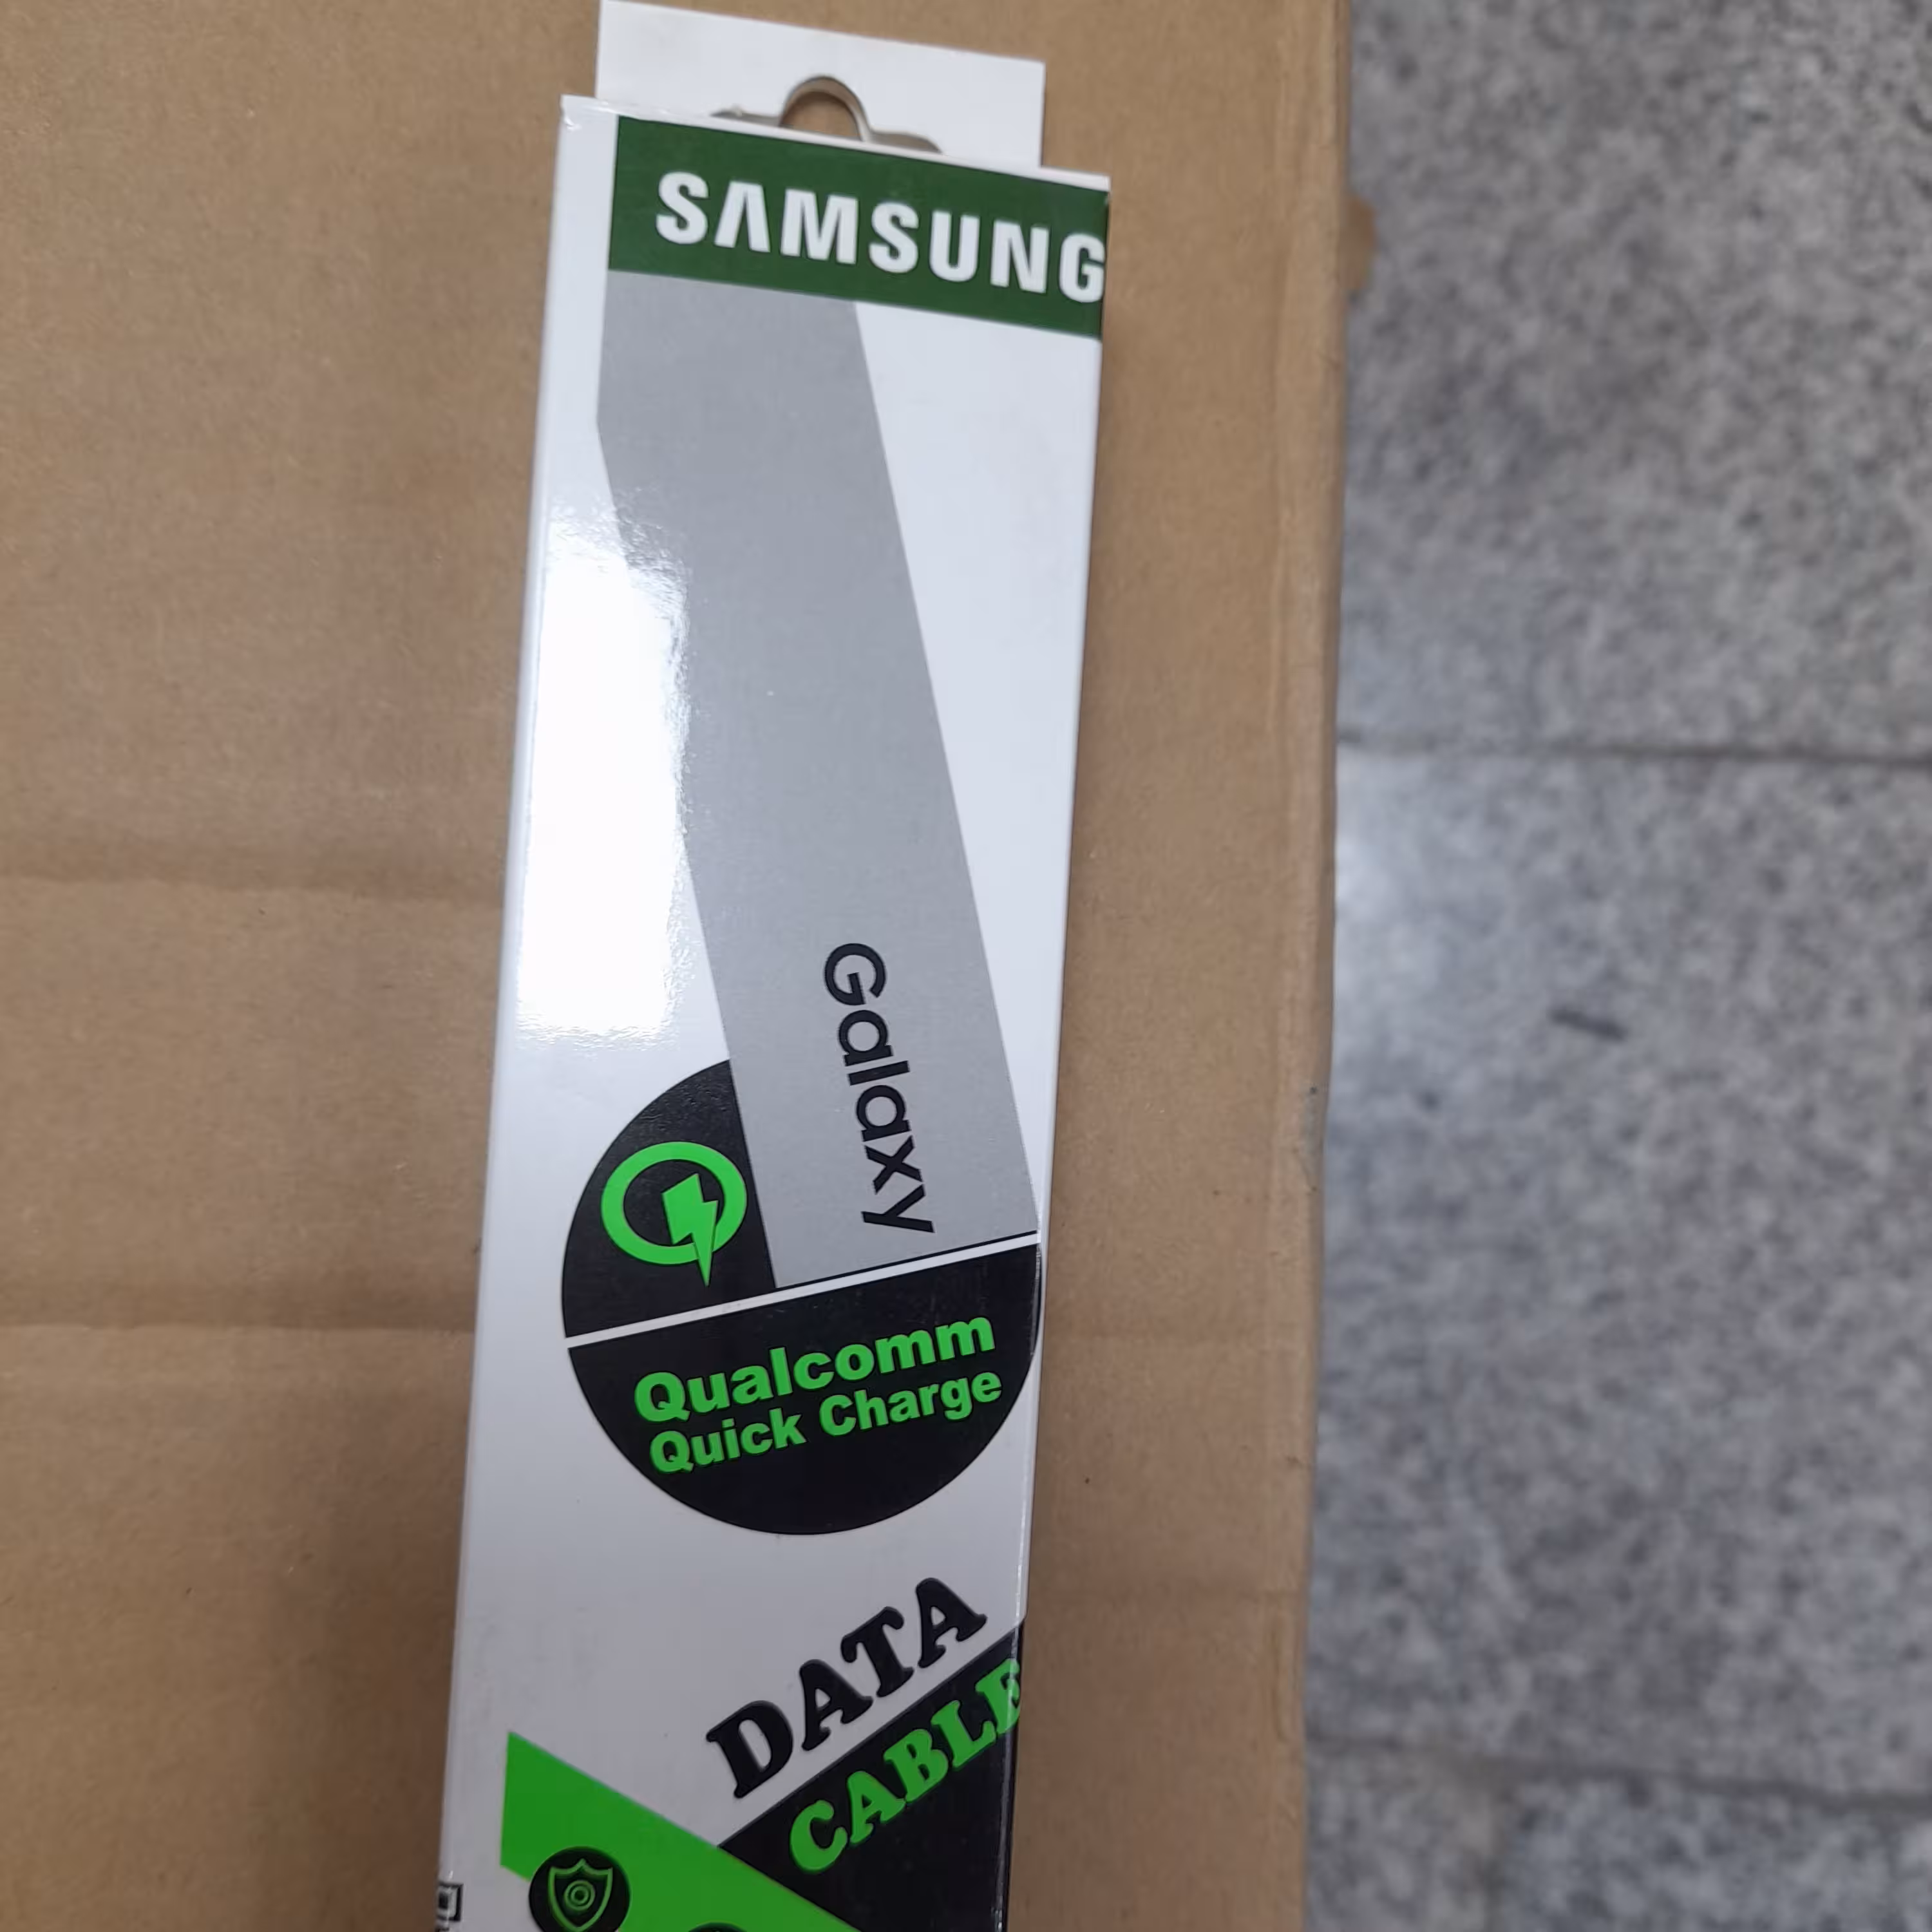 SAMSUNG
Galaxy
Qualcomm
Quick Charge
DATA
CABLE